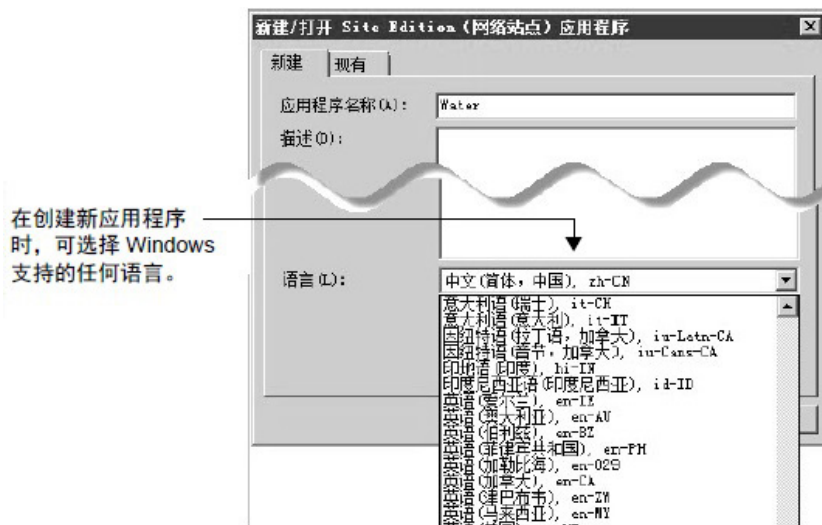 新建/打开 Site Edition（网络站点）应用程序
新建
现有
应用程序名称(A)：
Water
描述(D)：
在创建新应用程序
时，可选择 Windows
支持的任何语言。
语言(L)：
中文(简体，中国), zh-CN
意大利语(瑞士), it-CH
意大利语(意大利), it-IT
因纽特语(拉丁语，加拿大), iu-Latn-CA
因纽特语(音节，加拿大), iu-Cans-CA
印地语(印度), hi-IN
印度尼西亚语(印度尼西亚), id-ID
英语(爱尔兰), en-IE
英语(澳大利亚), en-AU
英语(伯利兹), en-BZ
英语(菲律宾共和国), en-PH
英语(加勒比海), en-029
英语(加拿大), en-CA
英语(津巴布韦), en-ZW
英语(马来西亚), en-MY